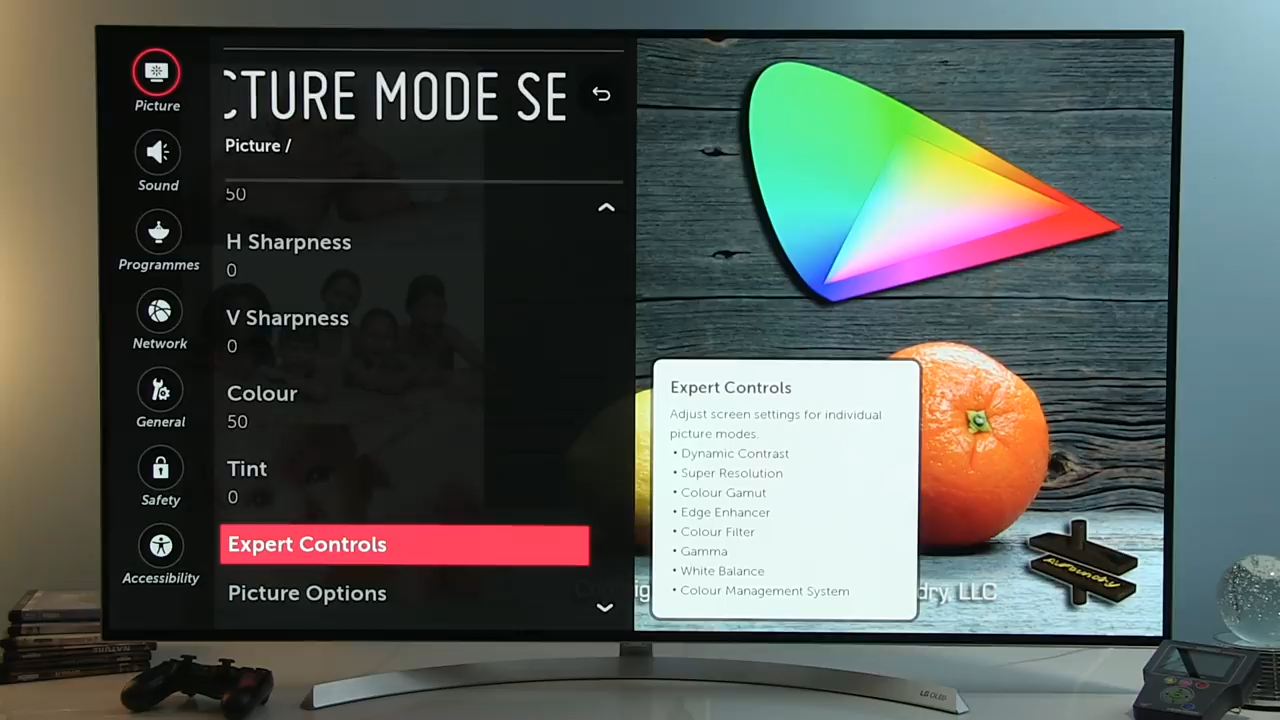 Picture
Sound
Programmes
Network
General
Safety
Accessibility
CTURE MODE SE
Picture /
50
H Sharpness
0
V Sharpness
0
Colour
50
Tint
0
Expert Controls
Picture Options
Expert Controls
Adjust screen settings for individual
picture modes.
• Dynamic Contrast
• Super Resolution
• Colour Gamut
• Edge Enhancer
• Colour Filter
• Gamma
• White Balance
• Colour Management System
dry, LLC
LG OLED